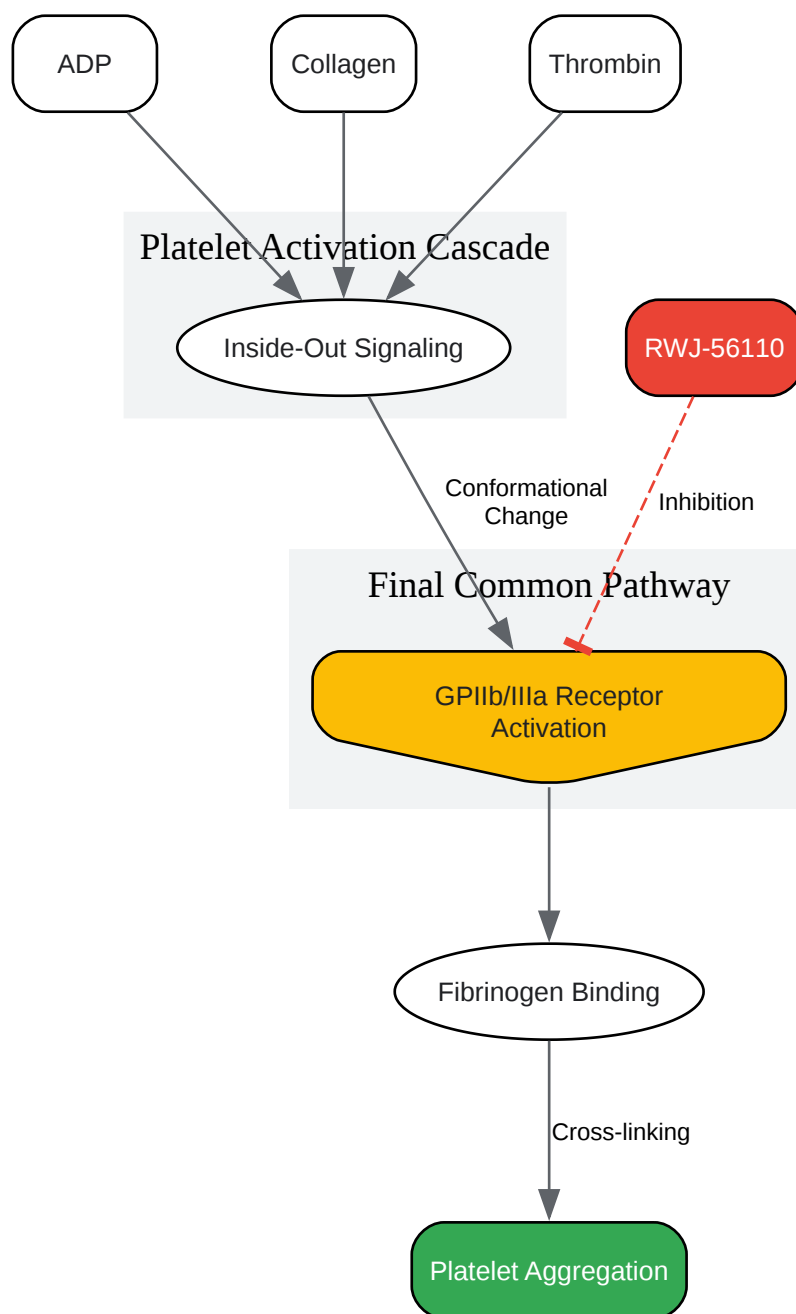 ADP
Collagen
Thrombin
Platelet Activation Cascade
Inside-Out Signaling
RWJ-56110
Conformational
Change
Inhibition
Final Common Pathway
GPIIb/IIIa Receptor
Activation
Fibrinogen Binding
Cross-linking
Platelet Aggregation